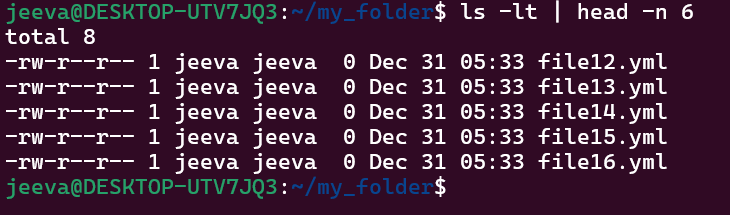 jeeva@DESKTOP-UTV7JQ3:~/my_folder$ ls -lt | head -n 6
total 8
-rw-r--r-- 1 jeeva jeeva  0 Dec 31 05:33 file12.yml
-rw-r--r-- 1 jeeva jeeva  0 Dec 31 05:33 file13.yml
-rw-r--r-- 1 jeeva jeeva  0 Dec 31 05:33 file14.yml
-rw-r--r-- 1 jeeva jeeva  0 Dec 31 05:33 file15.yml
-rw-r--r-- 1 jeeva jeeva  0 Dec 31 05:33 file16.yml
jeeva@DESKTOP-UTV7JQ3:~/my_folder$